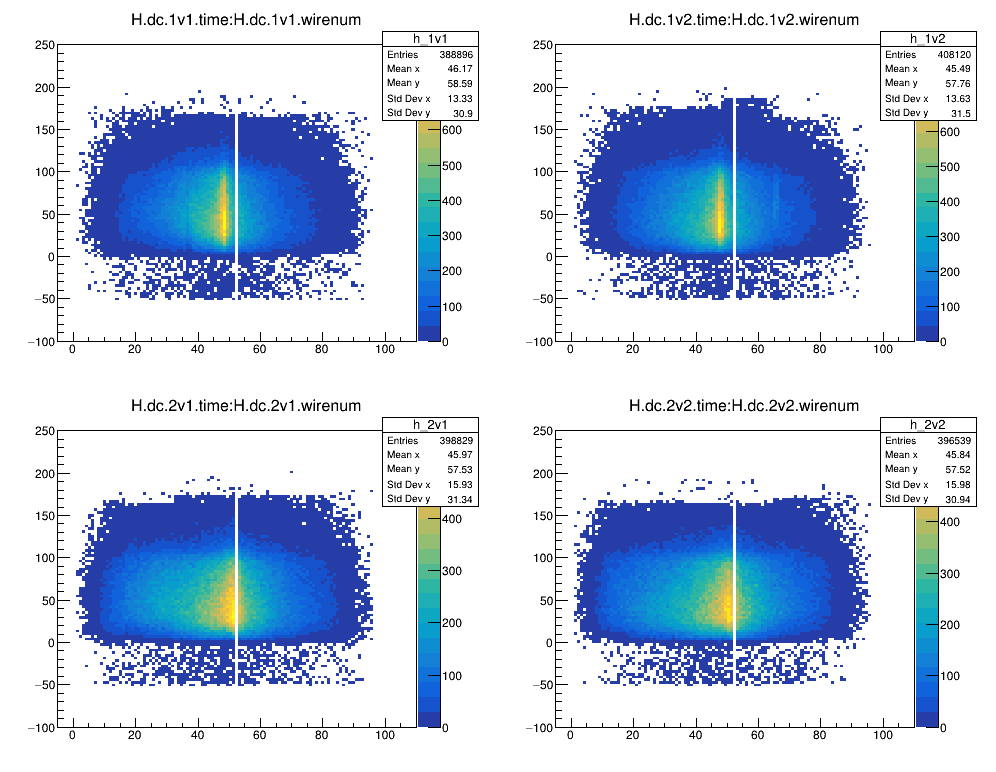 H.dc.1v1.time:H.dc.1v1.wirenum
h_1v1
Entries 388896
Mean x 46.17
Mean y 58.59
Std Dev x 13.33
Std Dev y 30.9
250
200
150
100
50
0
−50
−100
0 20 40 60 80 100
600
500
400
300
200
100
0
H.dc.1v2.time:H.dc.1v2.wirenum
h_1v2
Entries 408120
Mean x 45.49
Mean y 57.76
Std Dev x 13.63
Std Dev y 31.5
250
200
150
100
50
0
−50
−100
0 20 40 60 80 100
600
500
400
300
200
100
0
H.dc.2v1.time:H.dc.2v1.wirenum
h_2v1
Entries 398829
Mean x 45.97
Mean y 57.53
Std Dev x 15.93
Std Dev y 31.34
250
200
150
100
50
0
−50
−100
0 20 40 60 80 100
400
300
200
100
0
H.dc.2v2.time:H.dc.2v2.wirenum
h_2v2
Entries 396539
Mean x 45.84
Mean y 57.52
Std Dev x 15.98
Std Dev y 30.94
250
200
150
100
50
0
−50
−100
0 20 40 60 80 100
400
300
200
100
0